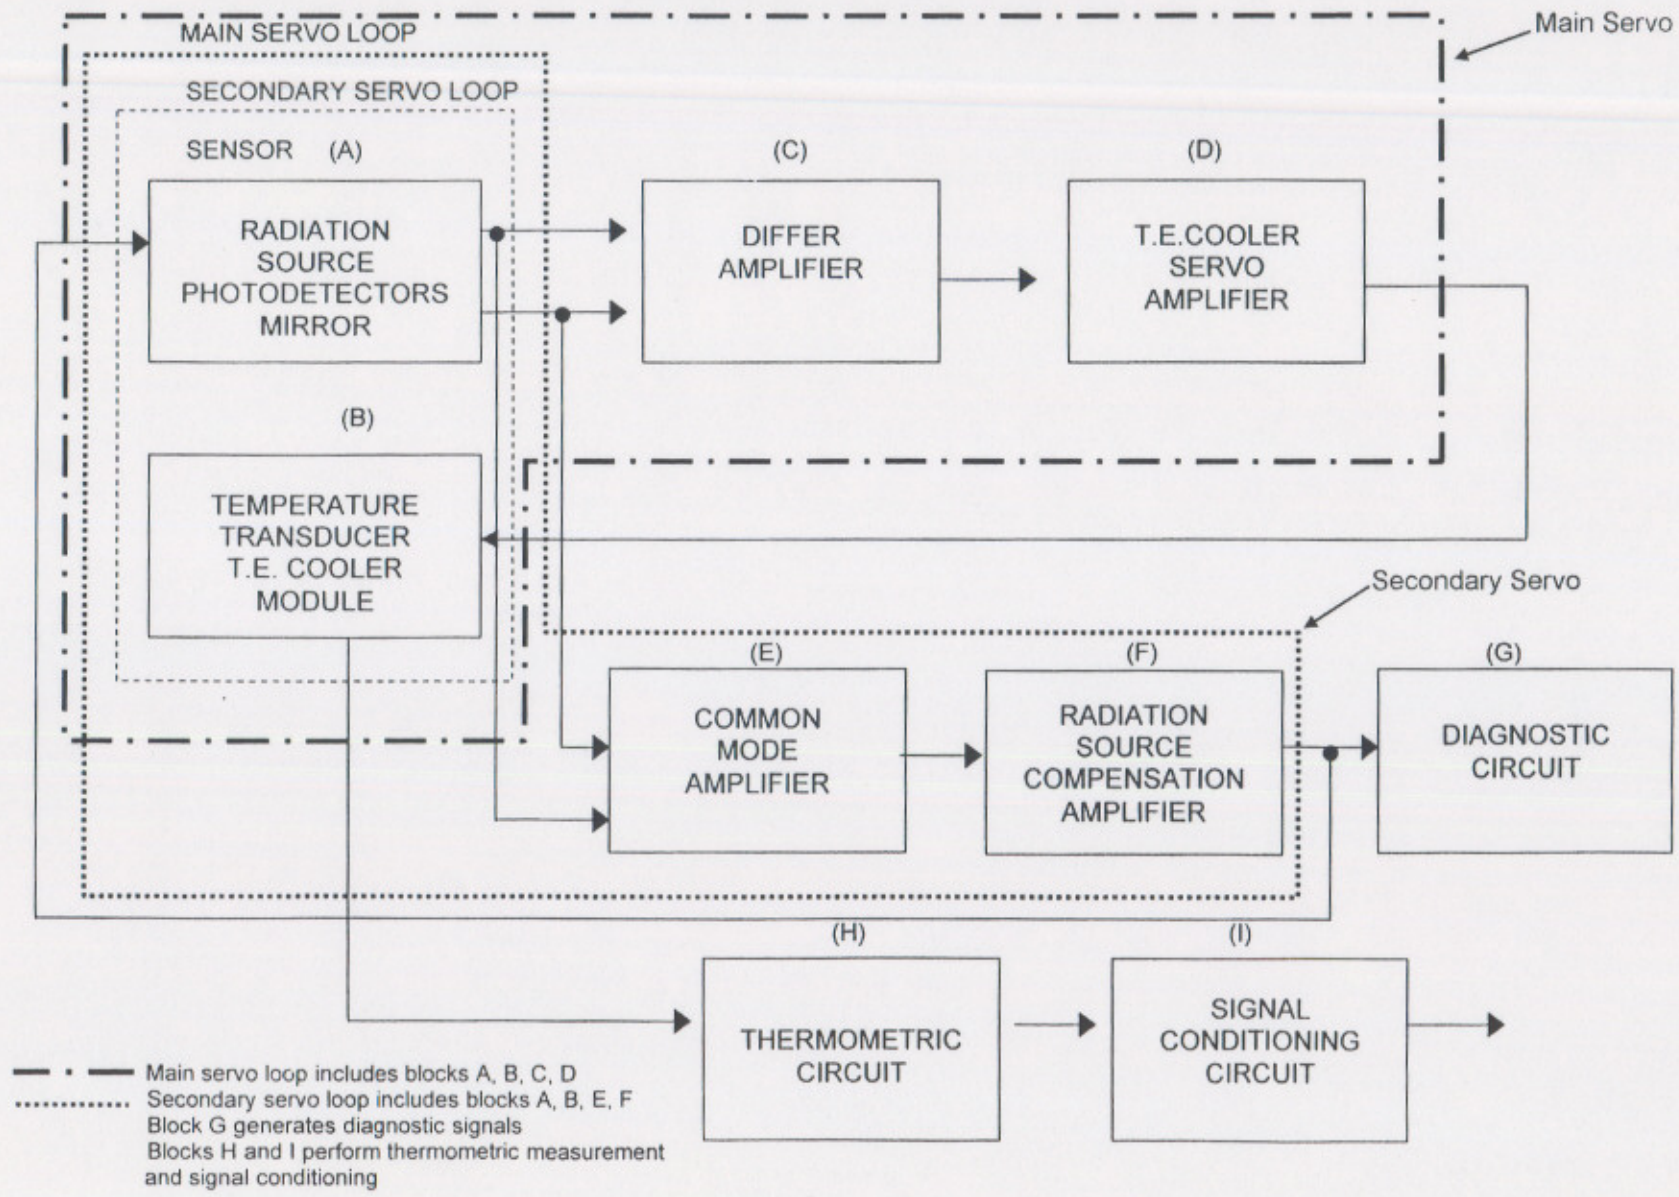 MAIN SERVO LOOP
Main Servo
SECONDARY SERVO LOOP
SENSOR (A)
(C)
(D)
RADIATION
SOURCE
PHOTODETECTORS
MIRROR
DIFFER
AMPLIFIER
T.E.COOLER
SERVO
AMPLIFIER
(B)
TEMPERATURE
TRANSDUCER
T.E. COOLER
MODULE
Secondary Servo
(E)
(F)
(G)
COMMON
MODE
AMPLIFIER
RADIATION
SOURCE
COMPENSATION
AMPLIFIER
DIAGNOSTIC
CIRCUIT
(H)
(I)
THERMOMETRIC
CIRCUIT
SIGNAL
CONDITIONING
CIRCUIT
Main servo loop includes blocks A, B, C, D
Secondary servo loop includes blocks A, B, E, F
Block G generates diagnostic signals
Blocks H and I perform thermometric measurement
and signal conditioning